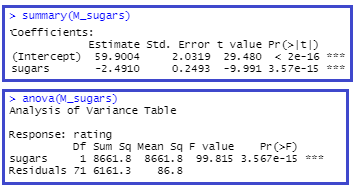 > summary(M_sugars)
Coefficients:
Estimate Std. Error t value Pr(>|t|)
(Intercept) 59.9004 2.0319 29.480 < 2e-16 ***
sugars -2.4910 0.2493 -9.991 3.57e-15 ***
> anova(M_sugars)
Analysis of Variance Table
Response: rating
Df Sum Sq Mean Sq F value Pr(>F)
sugars 1 8661.8 8661.8 99.815 3.567e-15 ***
Residuals 71 6161.3 86.8